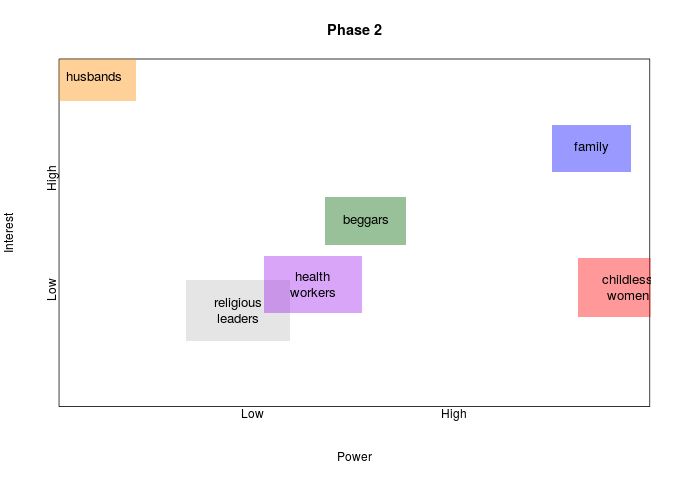 Phase 2
husbands
family
High
beggars
Interest
health
workers
childless
women
Low
religious
leaders
Low
High
Power